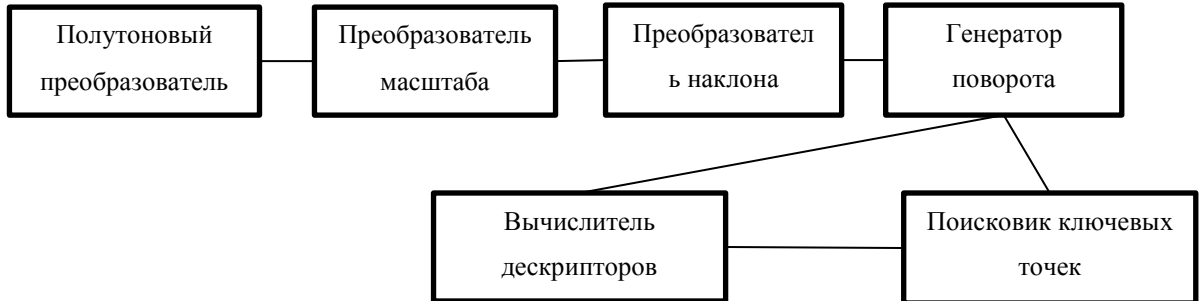 Полутоновый
преобразователь
Преобразователь
масштаба
Преобразовател
ь наклона
Генератор
поворота
Вычислитель
дескрипторов
Поисковик ключевых
точек